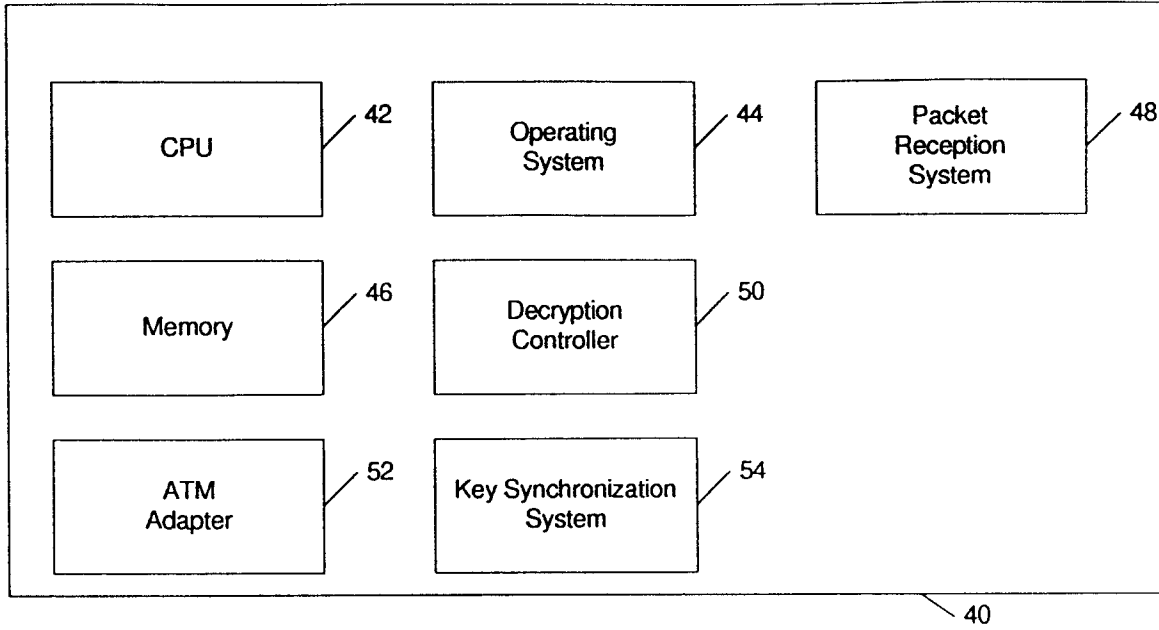 CPU
42
Operating
System
44
Packet
Reception
System
48
Memory
46
Decryption
Controller
50
ATM
Adapter
52
Key Synchronization
System
54
40